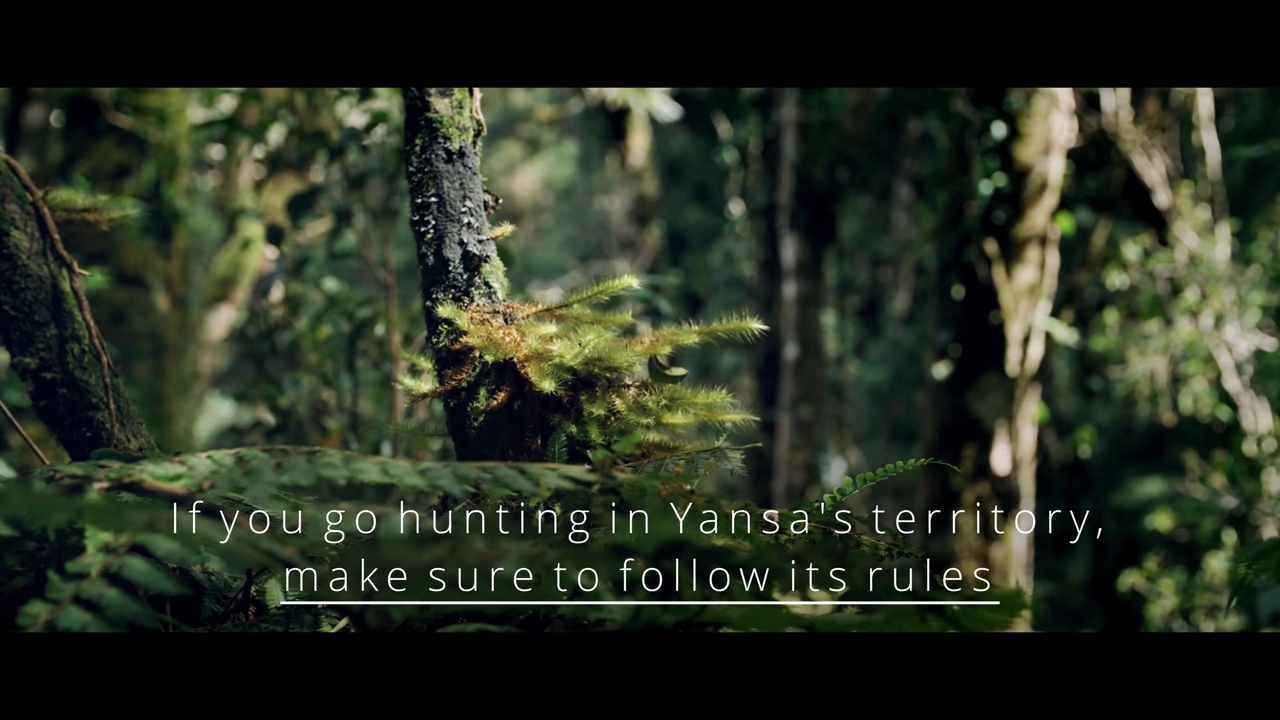 If you go hunting in Yansa's territory,
make sure to follow its rules